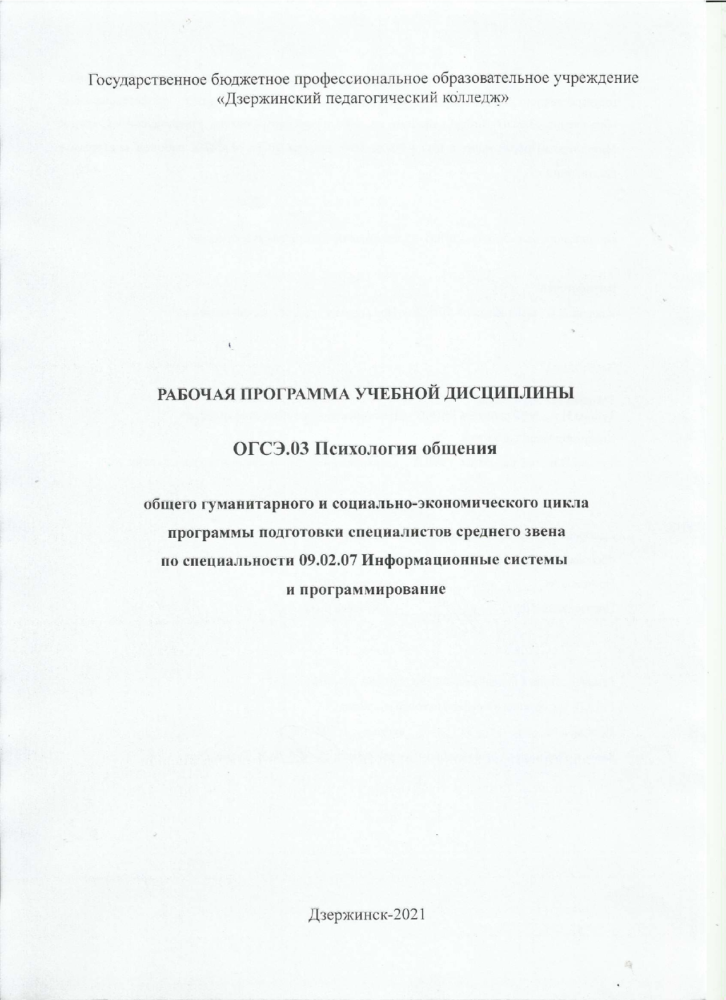 Государственное бюджетное профессиональное образовательное учреждение
«Дзержинский педагогический колледж»
РАБОЧАЯ ПРОГРАММА УЧЕБНОЙ ДИСЦИПЛИНЫ
ОГСЭ.03 Психология общения
общего гуманитарного и социально-экономического цикла
программы подготовки специалистов среднего звена
по специальности 09.02.07 Информационные системы
и программирование
Дзержинск-2021